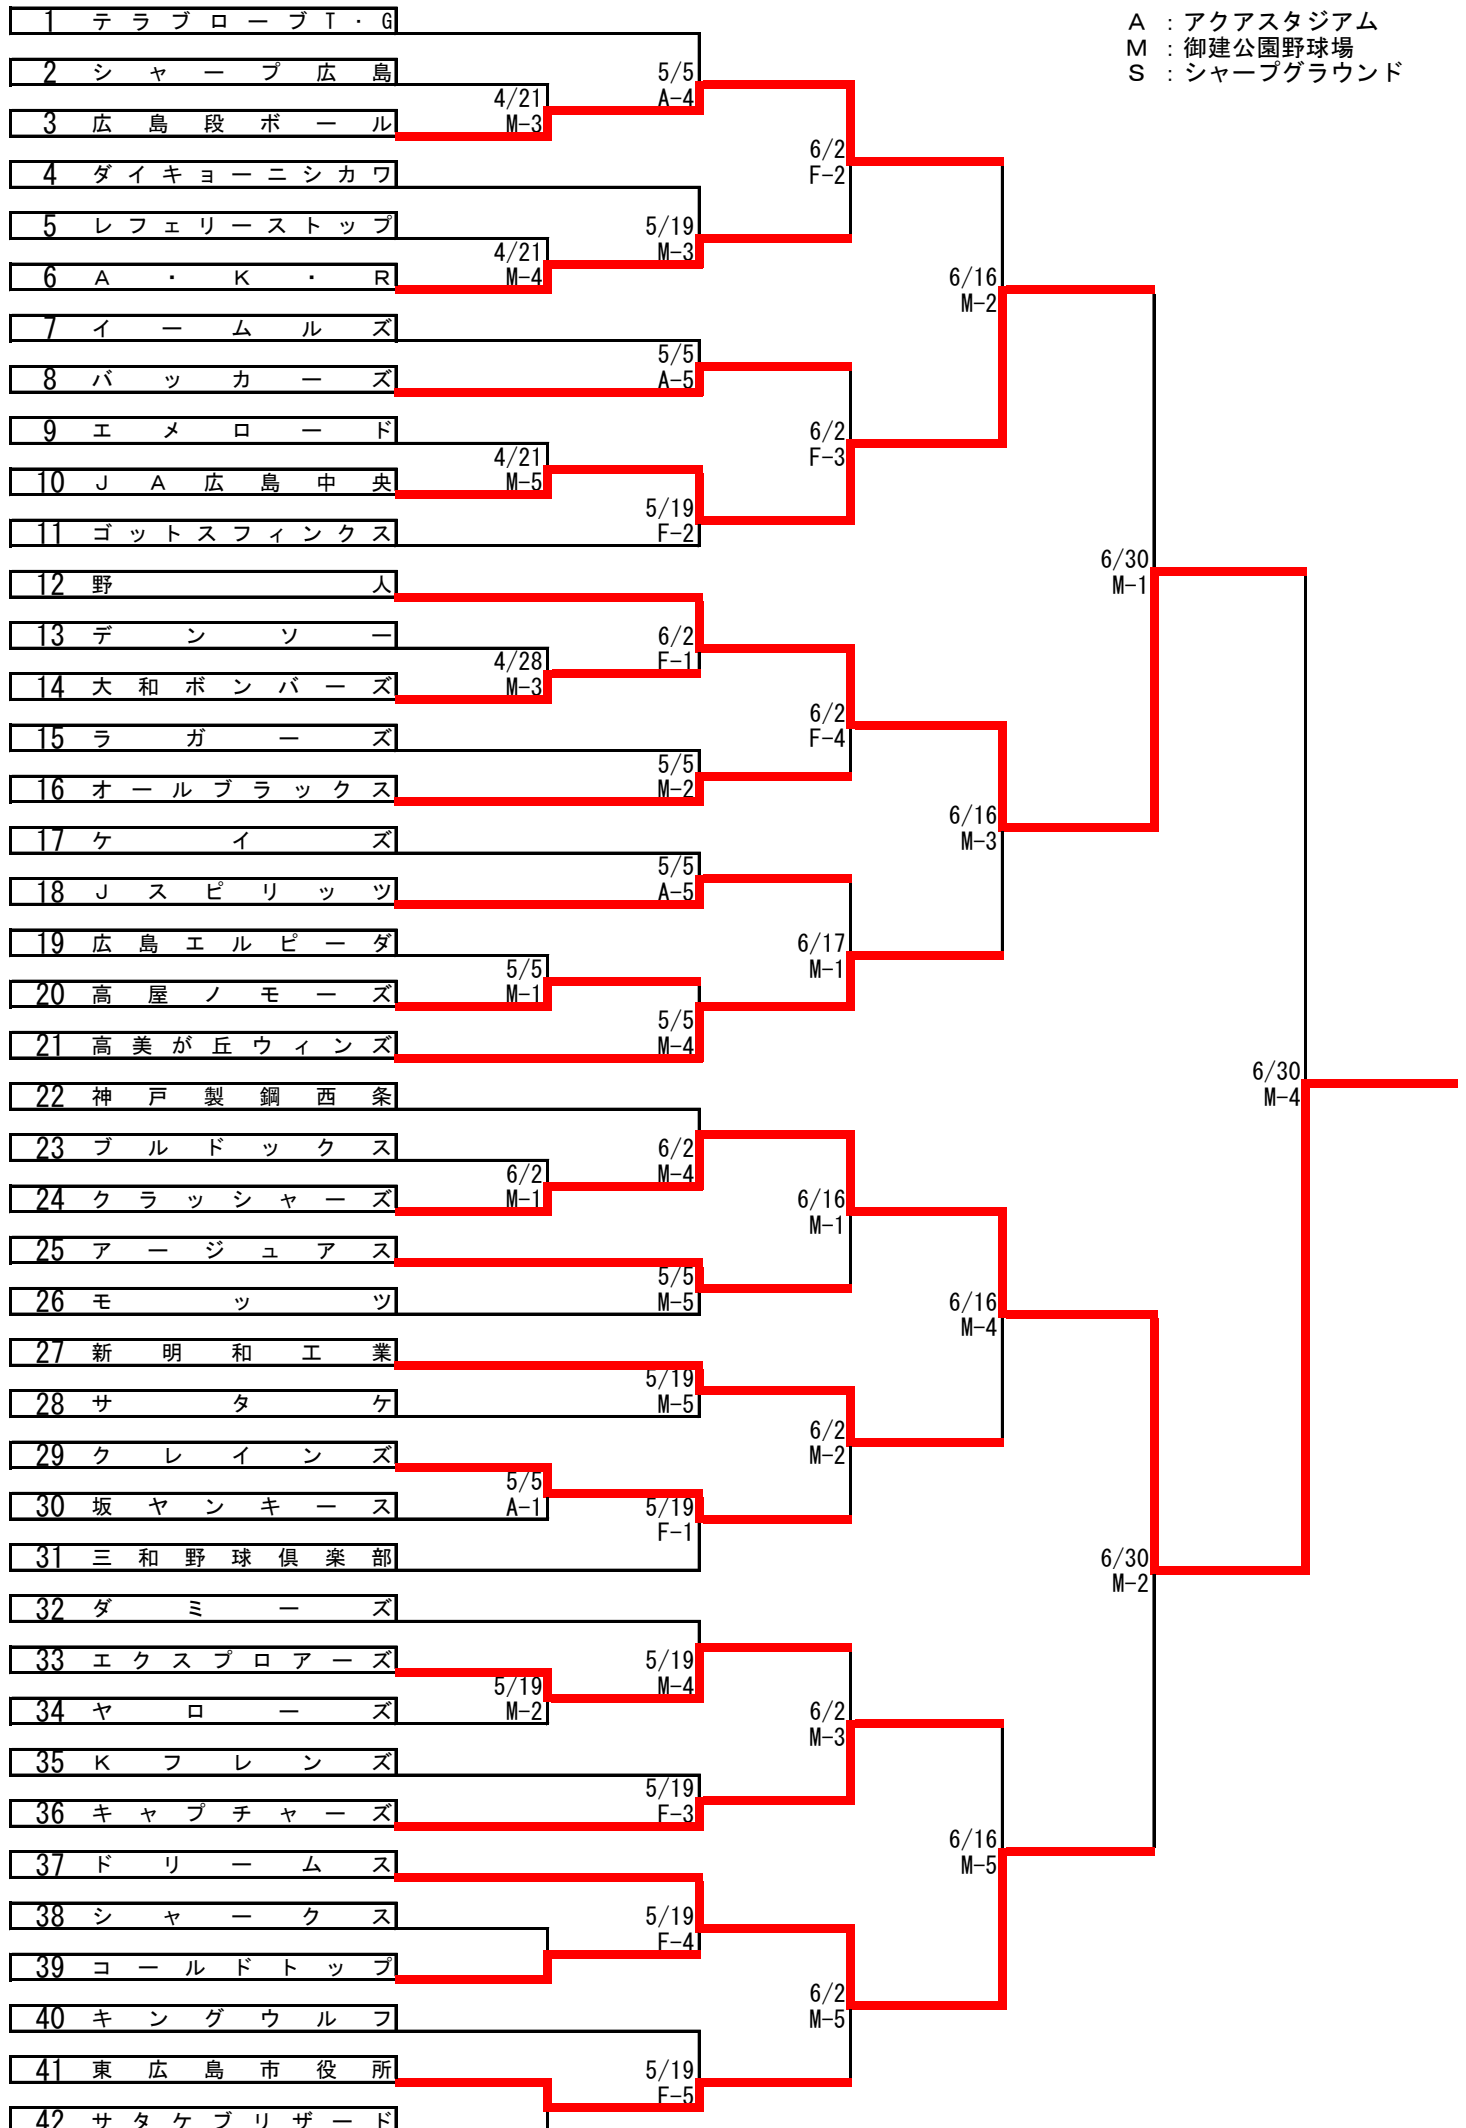 A ：アクアスタジアム
M ：御建公園野球場
S ：シャープグラウンド
1 テラブローブT・G
2 シャープ広島
5/5
A-4
4/21
M-3
3 広島段ボール
6/2
F-2
4 ダイキョーニシカワ
5 レフェリーストップ
5/19
M-3
4/21
M-4
6 A・K・R
6/16
M-2
7 イームルズ
5/5
A-5
8 バッカーズ
9 エメロード
6/2
F-3
4/21
M-5
10 JA広島中央
5/19
F-2
11 ゴットスフィンクス
6/30
M-1
12 野人
13 デンソー
6/2
F-1
4/28
M-3
14 大和ボンバーズ
6/2
F-4
15 ラガーズ
5/5
M-2
16 オールブラックス
6/16
M-3
17 ケイズ
5/5
A-5
18 Jスピリッツ
19 広島エルピーダ
6/17
M-1
5/5
M-1
20 高屋ノモーズ
5/5
M-4
21 高美が丘ウィンズ
6/30
M-4
22 神戸製鋼西条
23 ブルドックス
6/2
M-4
6/2
M-1
24 クラッシャーズ
6/16
M-1
25 アージュアス
5/5
M-5
26 モッツ
6/16
M-4
27 新明和工業
5/19
M-5
28 サタケ
6/2
M-2
29 クレインズ
5/5
A-1
30 坂ヤンキース
5/19
F-1
31 三和野球倶楽部
6/30
M-2
32 ダミーズ
33 エクスプロアーズ
5/19
M-4
5/19
M-2
34 ヤローズ
6/2
M-3
35 Kフレンズ
5/19
F-3
36 キャプチャーズ
6/16
M-5
37 ドリームス
38 シャークス
5/19
F-4
39 コールドトップ
6/2
M-5
40 キングウルフ
41 東広島市役所
5/19
F-5
42 サタケブリザード